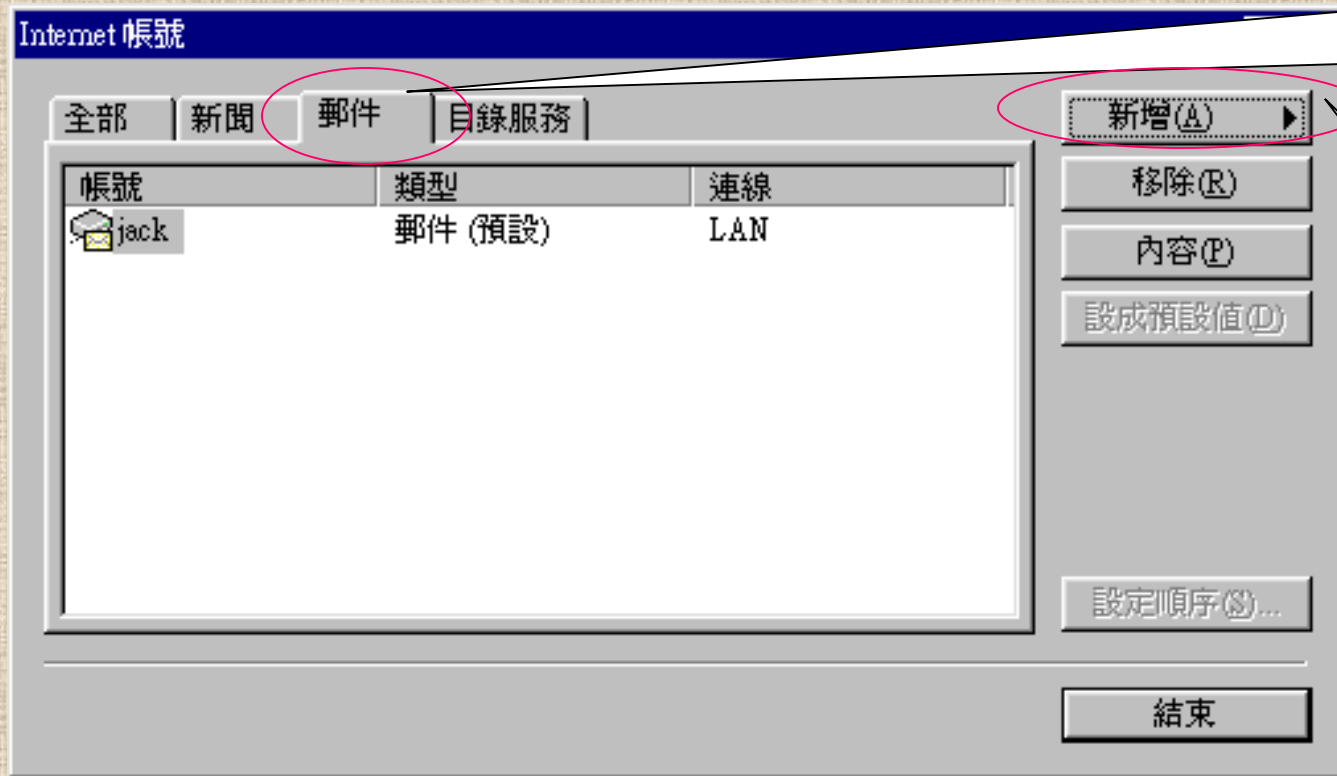 Internet 帳號
全部 新聞 郵件 目錄服務
帳號 類型 連線
jack 郵件 (預設) LAN
新增(A)
移除(R)
內容(P)
設成預設值(D)
設定順序(S)...
結束